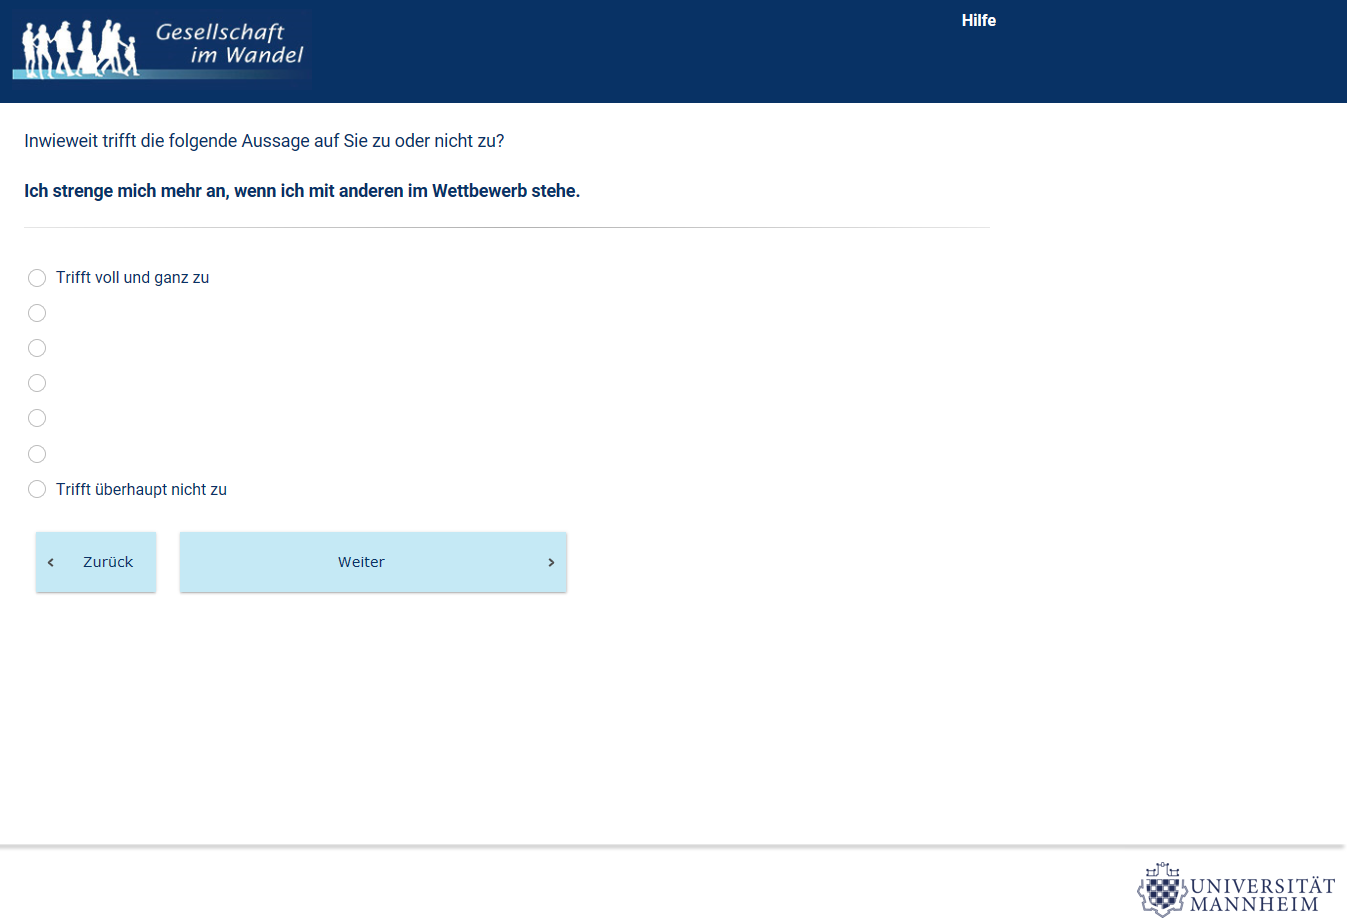 Gesellschaft
im Wandel
Hilfe
Inwieweit trifft die folgende Aussage auf Sie zu oder nicht zu?
Ich strenge mich mehr an, wenn ich mit anderen im Wettbewerb stehe.
Trifft voll und ganz zu
Trifft überhaupt nicht zu
Zurück
Weiter
UNIVERSITÄT
MANNHEIM